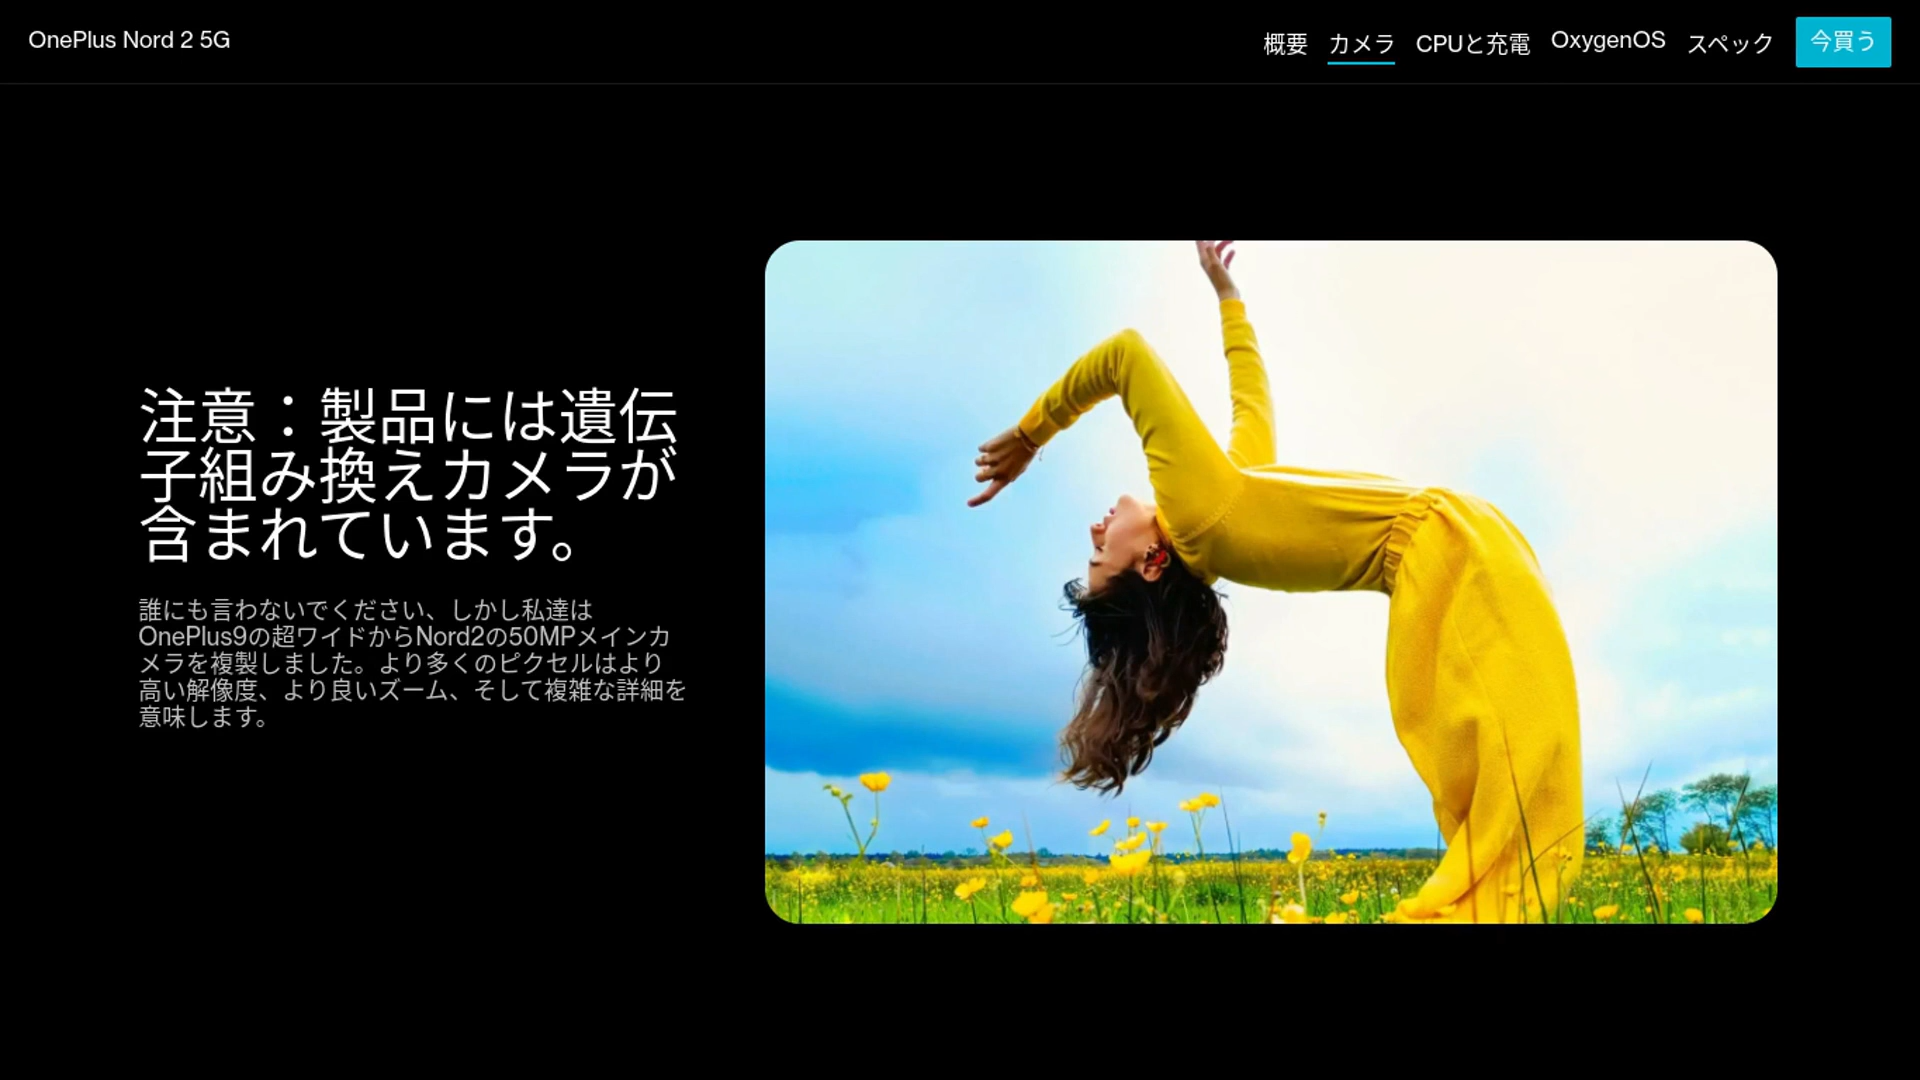 OnePlus Nord 2 5G
概要 カメラ CPUと充電 OxygenOS スペック 今買う
注意：製品には遺伝
子組み換えカメラが
含まれています。
誰にも言わないでください、しかし私達は
OnePlus9の超ワイドからNord2の50MPメインカ
メラを複製しました。より多くのピクセルはより
高い解像度、より良いズーム、そして複雑な詳細を
意味します。